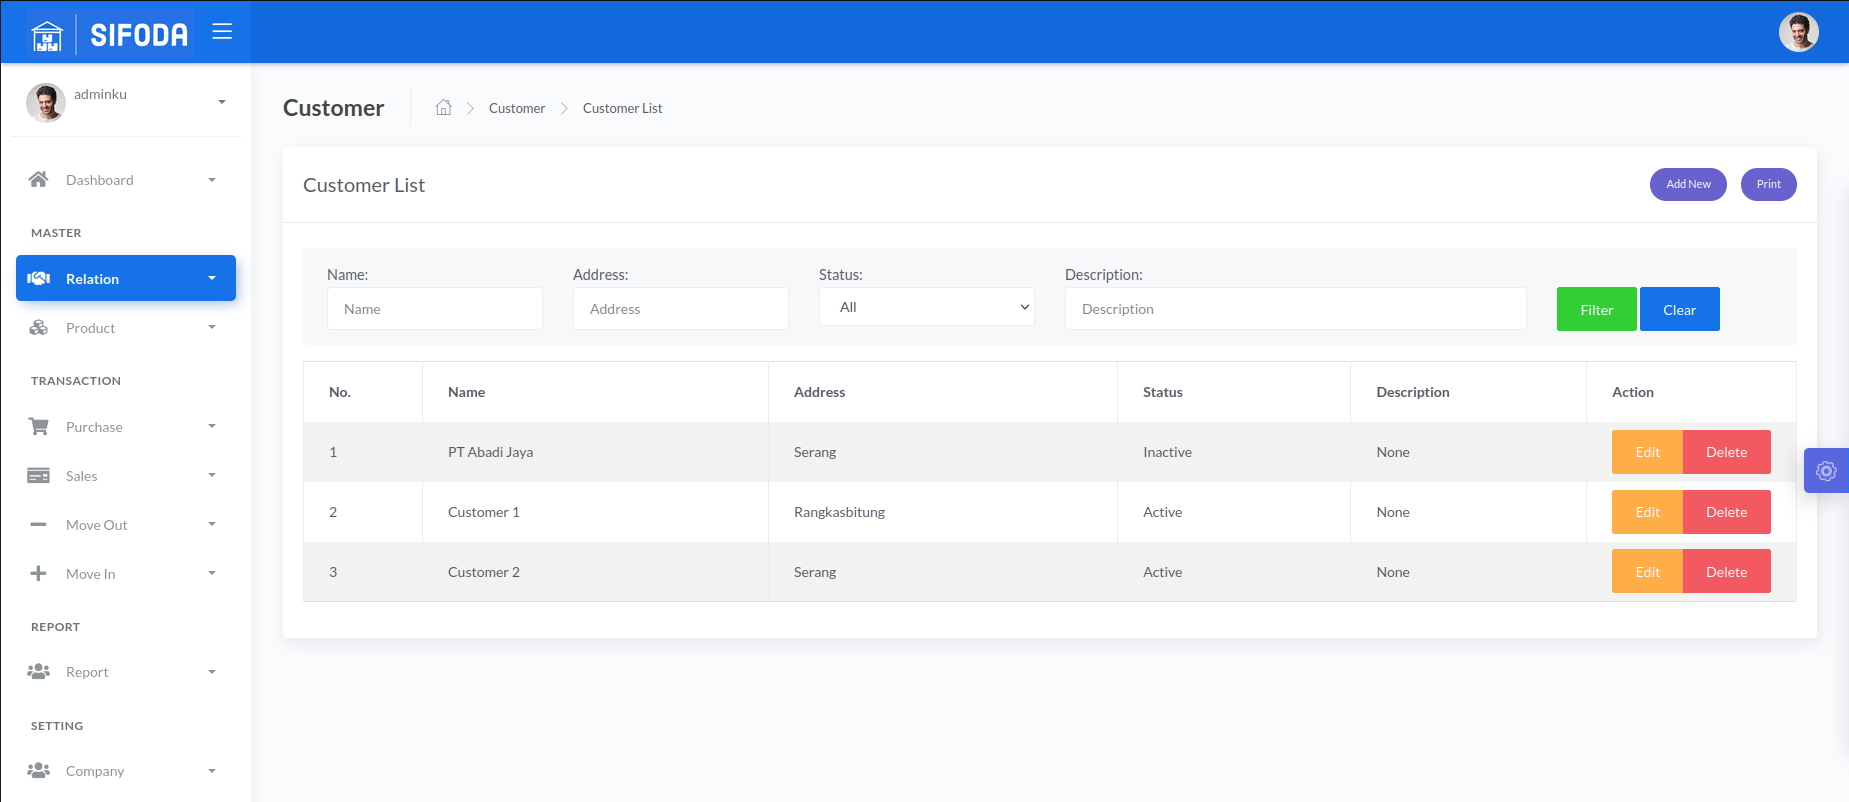 SIFODA
adminku
Dashboard
MASTER
Relation
Product
TRANSACTION
Purchase
Sales
Move Out
Move In
REPORT
Report
SETTING
Company
Customer
Customer
Customer List
Customer List
Add New
Print
Name:
Address:
Status:
Description:
Name
Address
All
Description
Filter
Clear
No. Name Address Status Description Action
1 PT Abadi Jaya Serang Inactive None Edit Delete
2 Customer 1 Rangkasbitung Active None Edit Delete
3 Customer 2 Serang Active None Edit Delete